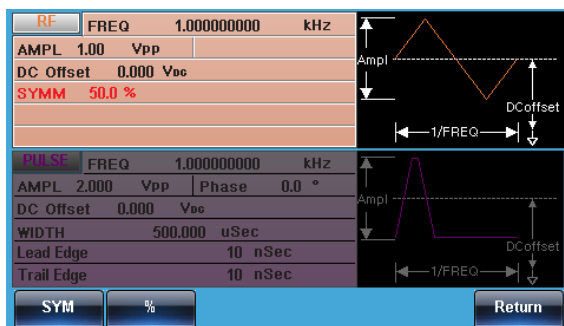 RF FREQ 1.000000000 kHz
AMPL 1.00 Vpp
DC Offset 0.000 VDC
SYMM 50.0 %
Ampl
DCoffset
1/FREQ
PULSE FREQ 1.000000000 kHz
AMPL 2.000 Vpp Phase 0.0 °
DC Offset 0.000 VDC
WIDTH 500.000 uSec
Lead Edge 10 nSec
Trail Edge 10 nSec
Ampl
DCoffset
1/FREQ
SYM % Return